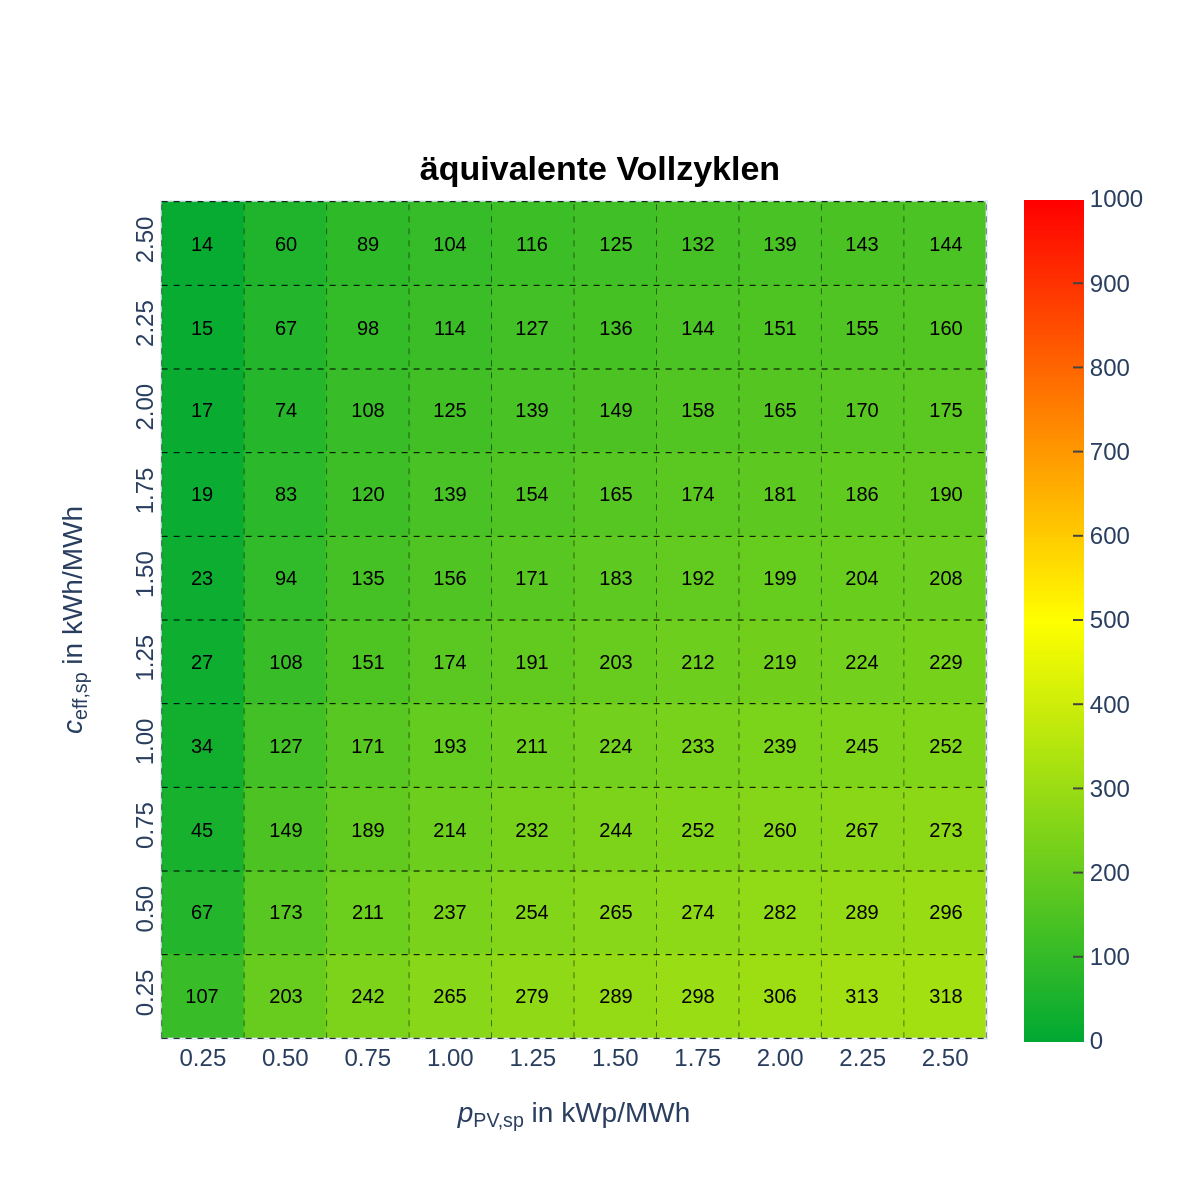 äquivalente Vollzyklen
2.50 14 60 89 104 116 125 132 139 143 144
2.25 15 67 98 114 127 136 144 151 155 160
2.00 17 74 108 125 139 149 158 165 170 175
1.75 19 83 120 139 154 165 174 181 186 190
1.50 23 94 135 156 171 183 192 199 204 208
1.25 27 108 151 174 191 203 212 219 224 229
1.00 34 127 171 193 211 224 233 239 245 252
0.75 45 149 189 214 232 244 252 260 267 273
0.50 67 173 211 237 254 265 274 282 289 296
0.25 107 203 242 265 279 289 298 306 313 318
0.25 0.50 0.75 1.00 1.25 1.50 1.75 2.00 2.25 2.50
p_PV,sp in kWp/MWh
c_eff,sp in kWh/MWh
1000
900
800
700
600
500
400
300
200
100
0